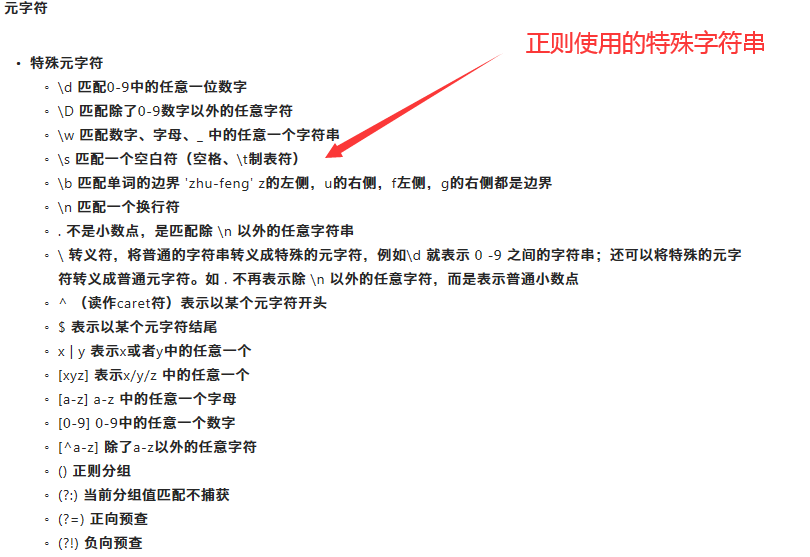 元字符
正则使用的特殊字符串
• 特殊元字符
◦ \d 匹配0-9中的任意一位数字
◦ \D 匹配除了0-9数字以外的任意字符
◦ \w 匹配数字、字母、_ 中的任意一个字符串
◦ \s 匹配一个空白符（空格、\t制表符）
◦ \b 匹配单词的边界 'zhu-feng' z的左侧，u的右侧，f左侧，g的右侧都是边界
◦ \n 匹配一个换行符
◦ . 不是小数点，是匹配除 \n 以外的任意字符串
◦ \ 转义符，将普通的字符串转义成特殊的元字符，例如\d 就表示 0 -9 之间的字符串；还可以将特殊的元字
符转义成普通元字符。如 . 不再表示除 \n 以外的任意字符，而是表示普通小数点
◦ ^ （读作caret符）表示以某个元字符开头
◦ $ 表示以某个元字符结尾
◦ x | y 表示x或者y中的任意一个
◦ [xyz] 表示x/y/z 中的任意一个
◦ [a-z] a-z 中的任意一个字母
◦ [0-9] 0-9中的任意一个数字
◦ [^a-z] 除了a-z以外的任意字符
◦ () 正则分组
◦ (?:) 当前分组值匹配不捕获
◦ (?=) 正向预查
◦ (?!) 负向预查